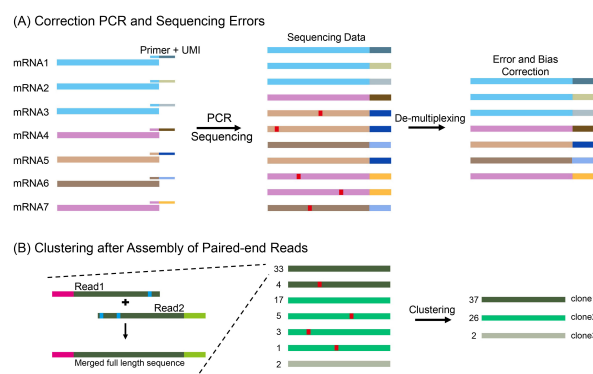 (A) Correction PCR and Sequencing Errors
Primer + UMI
Sequencing Data
Error and Bias
Correction
mRNA1
mRNA2
mRNA3
mRNA4
mRNA5
mRNA6
mRNA7
PCR
Sequencing
De-multiplexing
(B) Clustering after Assembly of Paired-end Reads
Read1
+
Read2
Merged full length sequence
33
4
17
5
3
1
2
Clustering
37 clone
26 clone2
2 clone3